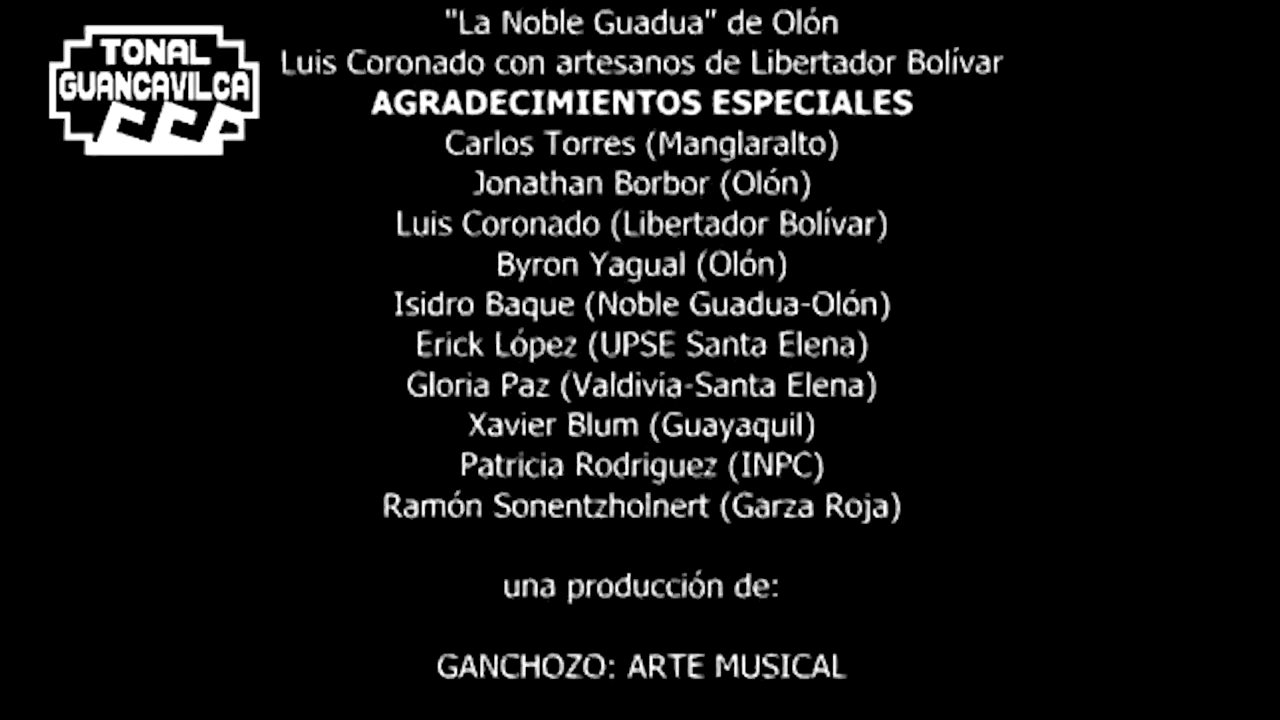 TONAL
GUANCAVILCA
"La Noble Guadua" de Olón
Luis Coronado con artesanos de Libertador Bolívar
AGRADECIMIENTOS ESPECIALES
Carlos Torres (Manglaralto)
Jonathan Borbor (Olón)
Luis Coronado (Libertador Bolívar)
Byron Yagual (Olón)
Isidro Baque (Noble Guadua-Olón)
Erick López (UPSE Santa Elena)
Gloria Paz (Valdivia-Santa Elena)
Xavier Blum (Guayaquil)
Patricia Rodriguez (INPC)
Ramón Sonentzholnert (Garza Roja)
una producción de:
GANCHOZO: ARTE MUSICAL